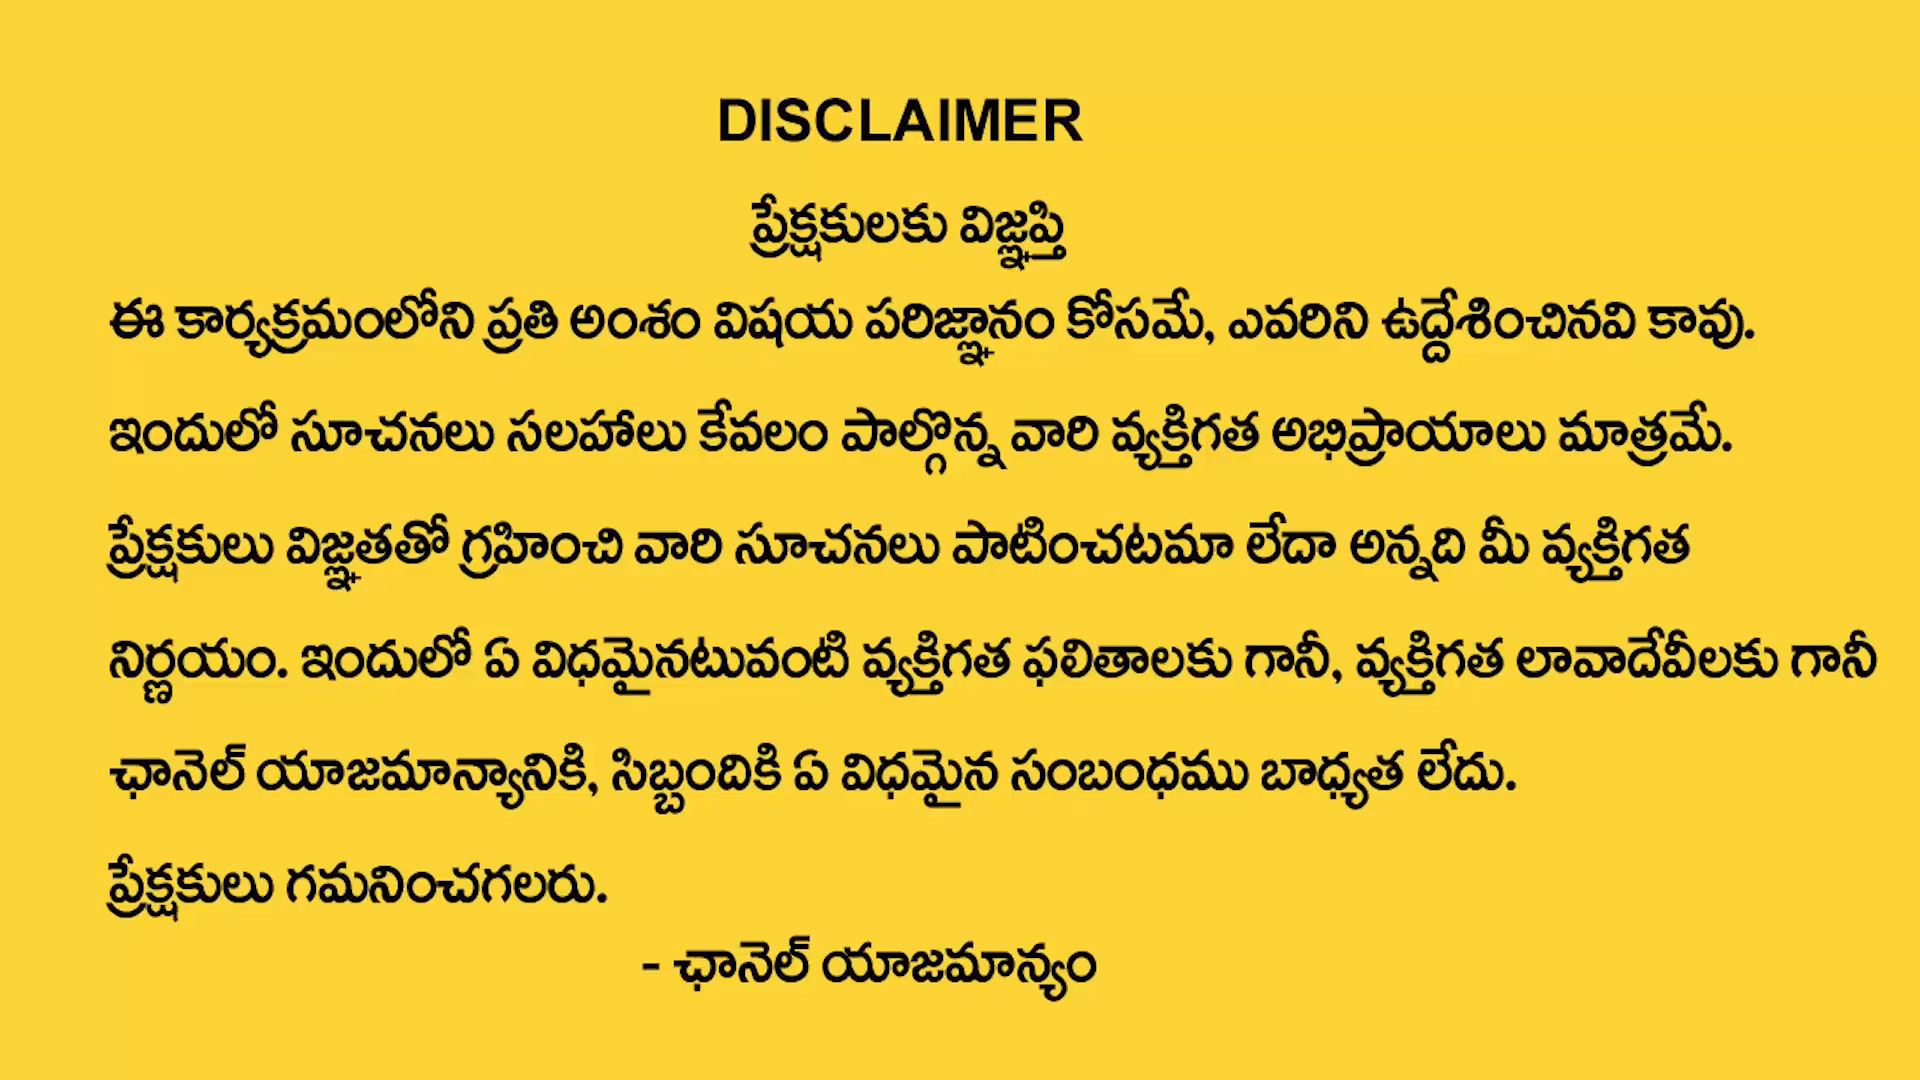 DISCLAIMER
ప్రేక్షకులకు విజ్ఞప్తి
ఈ కార్యక్రమంలోని ప్రతి అంశం విషయ పరిజ్ఞానం కోసమే, ఎవరిని ఉద్దేశించినవి కావు.
ఇందులో సూచనలు సలహాలు కేవలం పాల్గొన్న వారి వ్యక్తిగత అభిప్రాయాలు మాత్రమే.
ప్రేక్షకులు విజ్ఞతతో గ్రహించి వారి సూచనలు పాటించటమా లేదా అన్నది మీ వ్యక్తిగత
నిర్ణయం. ఇందులో ఏ విధమైనటువంటి వ్యక్తిగత ఫలితాలకు గానీ, వ్యక్తిగత లావాదేవీలకు గానీ
ఛానెల్ యాజమాన్యానికి, సిబ్బందికి ఏ విధమైన సంబంధము బాధ్యత లేదు.
ప్రేక్షకులు గమనించగలరు.
- ఛానెల్ యాజమాన్యం